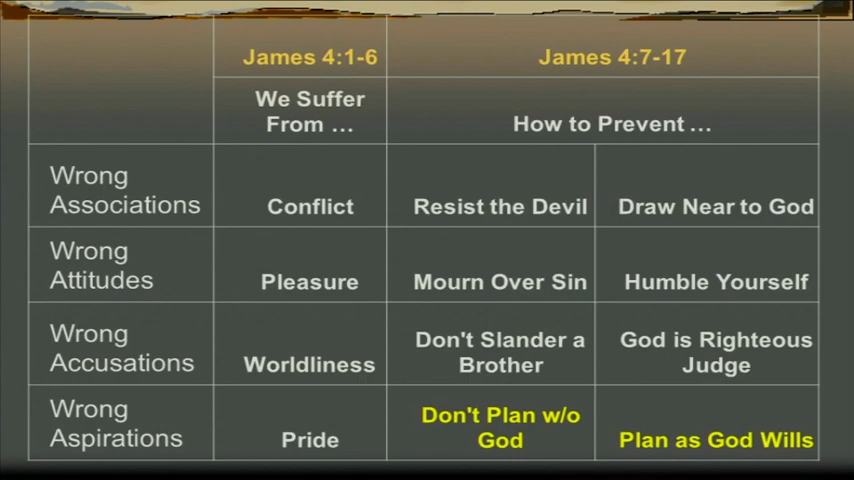 James 4:1-6
James 4:7-17
We Suffer
From ...
How to Prevent ...
Wrong
Associations
Conflict
Resist the Devil
Draw Near to God
Wrong
Attitudes
Pleasure
Mourn Over Sin
Humble Yourself
Wrong
Accusations
Worldliness
Don't Slander a
Brother
God is Righteous
Judge
Wrong
Aspirations
Pride
Don't Plan w/o
God
Plan as God Wills